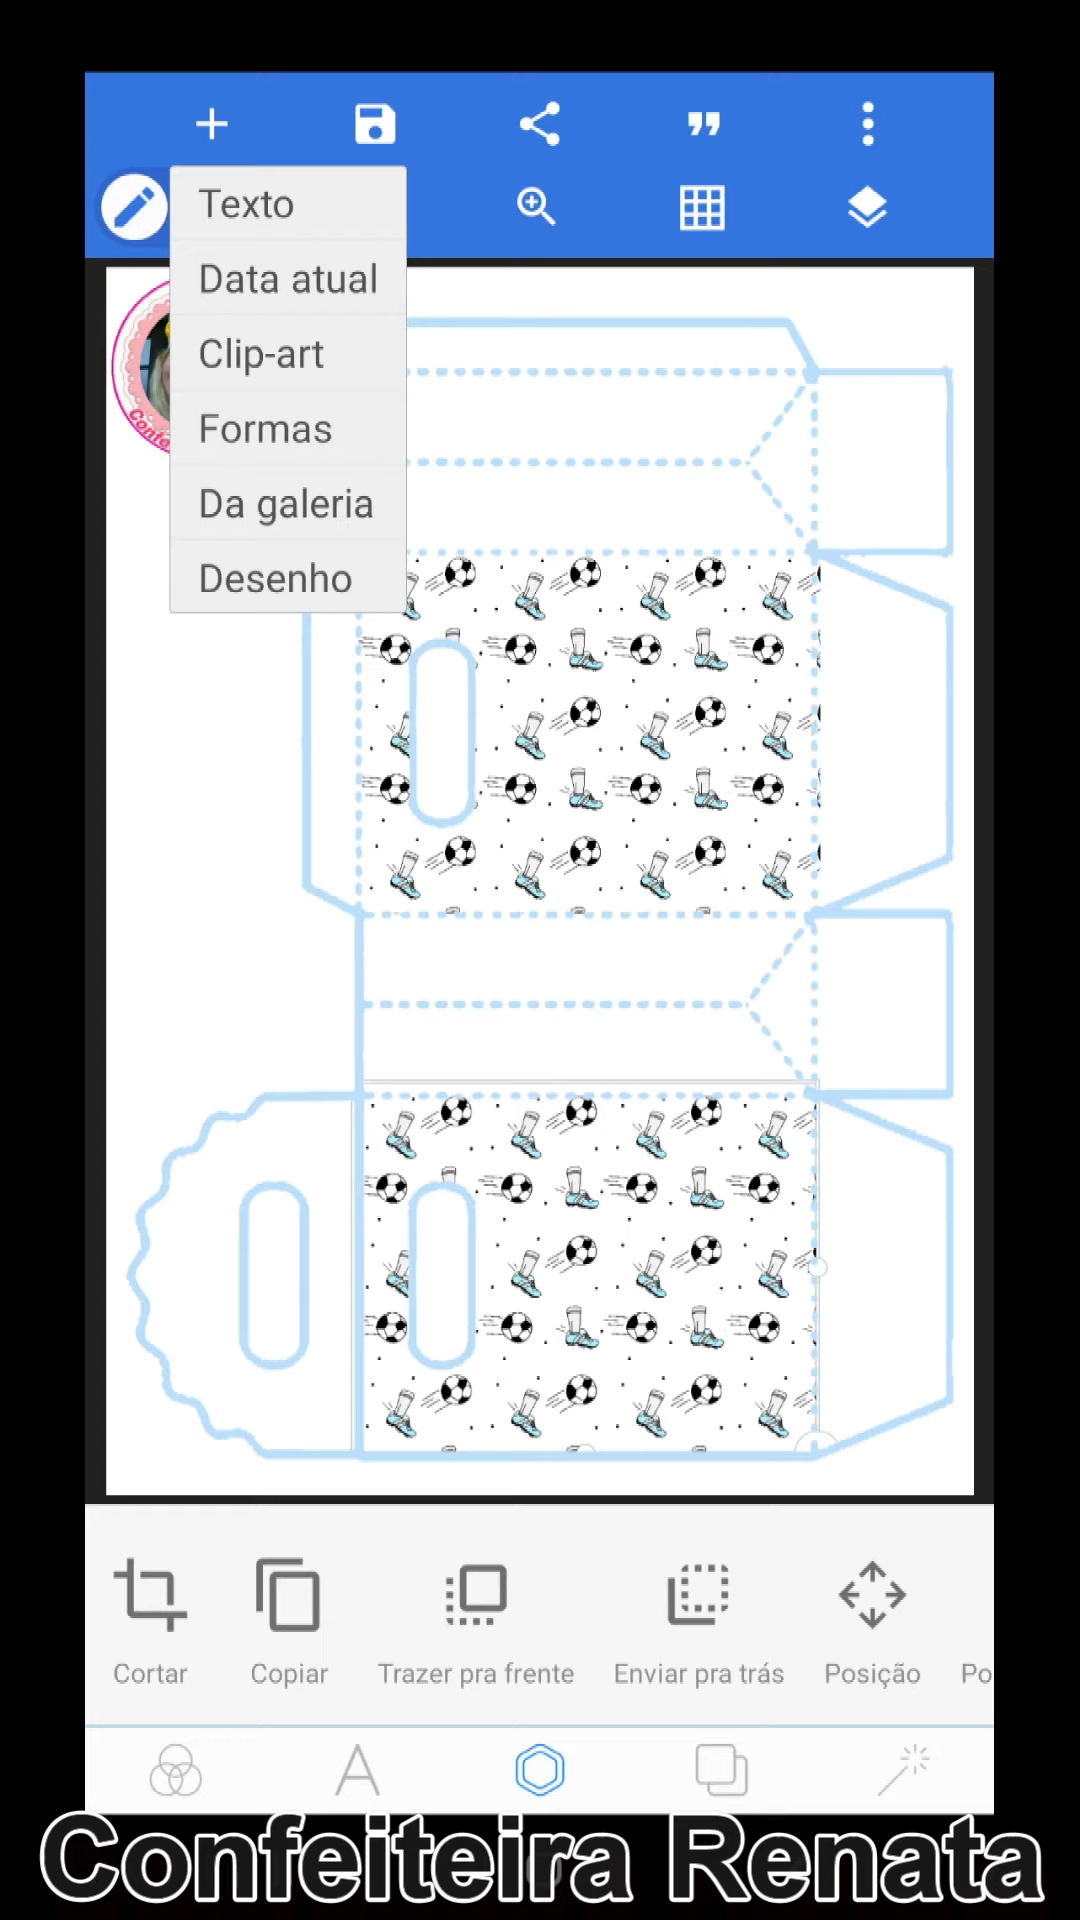 Texto
Data atual
Clip-art
Formas
Da galeria
Desenho
Cortar
Copiar
Trazer pra frente
Enviar pra trás
Posição
Po
Confeiteira Renata